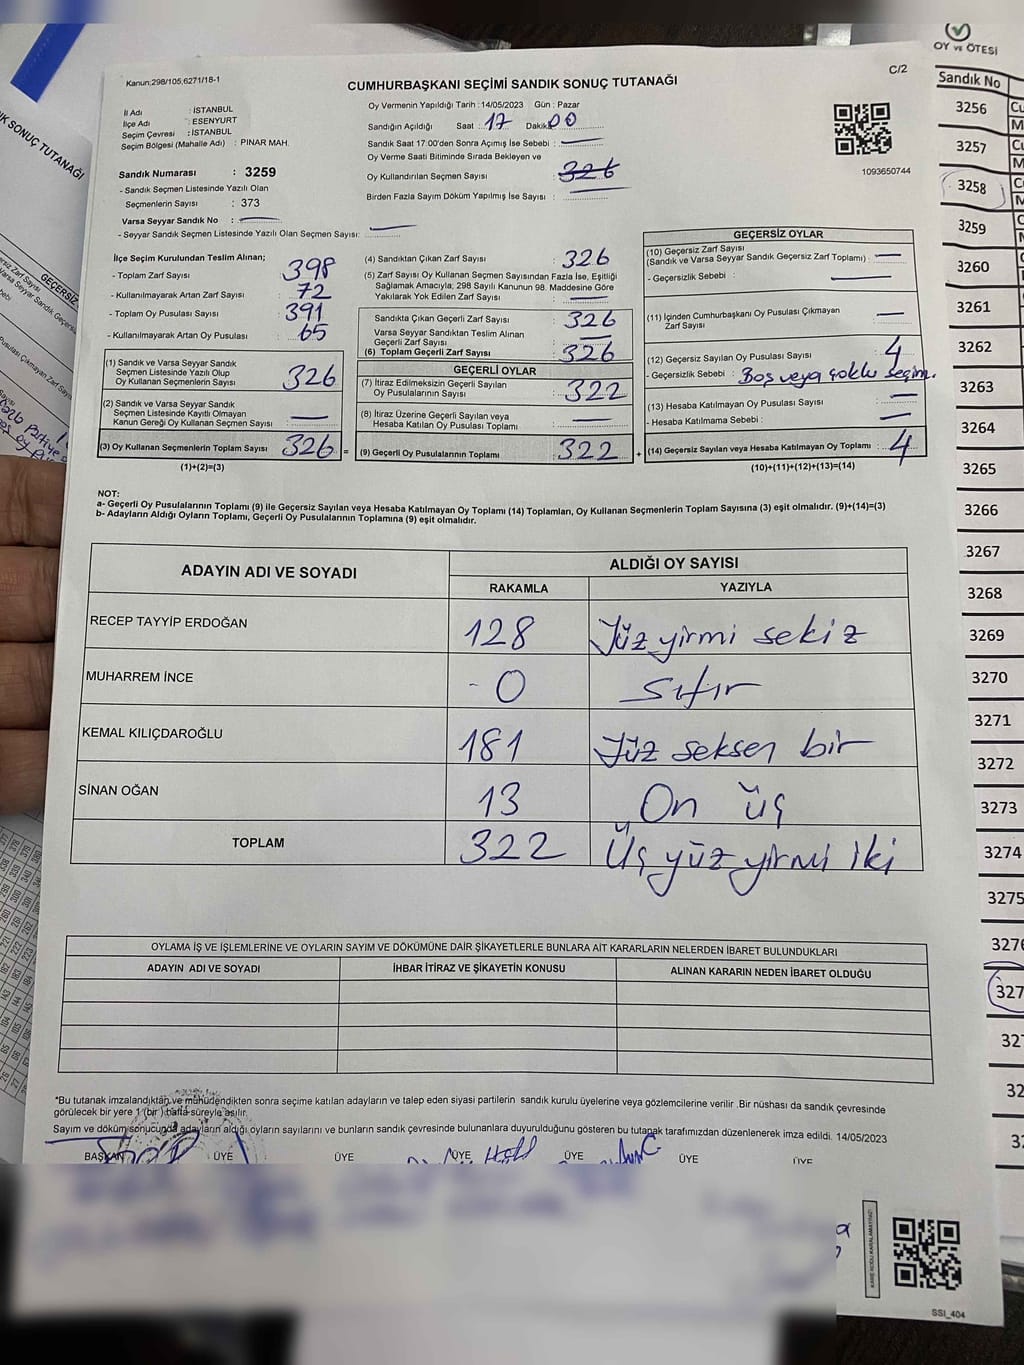 OY VE ÖTESİ
Kanun:298/105,6271/18-1
C/2
CUMHURBAŞKANI SEÇİMİ SANDIK SONUÇ TUTANAĞI
İl Adı : İSTANBUL
İlçe Adı : ESENYURT
Seçim Çevresi : İSTANBUL
Seçim Bölgesi (Mahalle Adı) : PINAR MAH.
Sandık Numarası : 3259
- Sandık Seçmen Listesinde Yazılı Olan
Seçmenlerin Sayısı : 373
Varsa Seyyar Sandık No :
- Seyyar Sandık Seçmen Listesinde Yazılı Olan Seçmen Sayısı:
Oy Vermenin Yapıldığı Tarih : 14/05/2023 Gün : Pazar
Sandığın Açıldığı Saat : 17 Dakika 00
Sandık Saat 17:00'den Sonra Açımış İse Sebebi :
Oy Verme Saati Bitiminde Sırada Bekleyen ve
Oy Kullandırılan Seçmen Sayısı : 326
Birden Fazla Sayım Döküm Yapılmış İse Sayısı :
1093650744
İlçe Seçim Kurulundan Teslim Alınan;
- Toplam Zarf Sayısı 398
- Kullanılmayarak Artan Zarf Sayısı : 72
- Toplam Oy Pusulası Sayısı : 391
- Kullanılmayarak Artan Oy Pusulası : 65
(1) Sandık ve Varsa Seyyar Sandık
Seçmen Listesinde Yazılı Olup
Oy Kullanan Seçmenlerin Sayısı : 326
(2) Sandık ve Varsa Seyyar Sandık
Seçmen Listesinde Kayıtlı Olmayan
Kanun Gereği Oy Kullanan Seçmen Sayısı :
(3) Oy Kullanan Seçmenlerin Toplam Sayısı : 326 =
(1)+(2)=(3)
(4) Sandıktan Çıkan Zarf Sayısı : 326
(5) Zarf Sayısı Oy Kullanan Seçmen Sayısından Fazla İse, Eşitliği
Sağlamak Amacıyla, 298 Sayılı Kanunun 98. Maddesine Göre
Yakılarak Yok Edilen Zarf Sayısı :
Sandıkta Çıkan Geçerli Zarf Sayısı : 326
Varsa Seyyar Sandıktan Teslim Alınan
Geçerli Zarf Sayısı :
(6) Toplam Geçerli Zarf Sayısı : 326
GEÇERLİ OYLAR
(7) İtiraz Edilmeksizin Geçerli Sayılan
Oy Pusulalarının Sayısı : 322
(8) İtiraz Üzerine Geçerli Sayılan veya
Hesaba Katılan Oy Pusulası Toplamı :
(9) Geçerli Oy Pusulalarının Toplamı : 322 +
GEÇERSİZ OYLAR
(10) Geçersiz Zarf Sayısı
(Sandık ve Varsa Seyyar Sandık Geçersiz Zarf Toplamı) :
- Geçersizlik Sebebi :
(11) İçinden Cumhurbaşkanı Oy Pusulası Çıkmayan
Zarf Sayısı :
(12) Geçersiz Sayılan Oy Pusulası Sayısı : 4
- Geçersizlik Sebebi : Boş veya çoklu seçim.
(13) Hesaba Katılmayan Oy Pusulası Sayısı :
- Hesaba Katılmama Sebebi :
(14) Geçersiz Sayılan veya Hesaba Katılmayan Oy Toplamı : 4
(10)+(11)+(12)+(13)=(14)
NOT:
a- Geçerli Oy Pusulalarının Toplamı (9) ile Geçersiz Sayılan veya Hesaba Katılmayan Oy Toplamı (14) Toplamları, Oy Kullanan Seçmenlerin Toplam Sayısına (3) eşit olmalıdır. (9)+(14)=(3)
b- Adayların Aldığı Oyların Toplamı, Geçerli Oy Pusulalarının Toplamına (9) eşit olmalıdır.
ADAYIN ADI VE SOYADI
ALDIĞI OY SAYISI
RAKAMLA YAZIYLA
RECEP TAYYİP ERDOĞAN 128 Yüz yirmi sekiz
MUHARREM İNCE - 0 Sıfır
KEMAL KILIÇDAROĞLU 181 Yüz seksen bir
SİNAN OĞAN 13 On üç
TOPLAM 322 Üç yüz yirmi iki
OYLAMA İŞ VE İŞLEMLERİNE VE OYLARIN SAYIM VE DÖKÜMÜNE DAİR ŞİKAYETLERLE BUNLARA AİT KARARLARIN NELERDEN İBARET BULUNDUKLARI
ADAYIN ADI VE SOYADI İHBAR İTİRAZ VE ŞİKAYETİN KONUSU ALINAN KARARIN NEDEN İBARET OLDUĞU
*Bu tutanak imzalandıktan ve mühürlendikten sonra seçime katılan adayların ve talep eden siyasi partilerin sandık kurulu üyelerine veya gözlemcilerine verilir .Bir nüshası da sandık çevresinde
görülecek bir yere 1 (bir ) hafta süreyle asılır.
Sayım ve döküm sonucunda adayların aldığı oyların sayılarını ve bunların sandık çevresinde bulunanlara duyurulduğunu gösteren bu tutanak tarafımızdan düzenlenerek imza edildi. 14/05/2023
BAŞKAN ÜYE ÜYE ÜYE ÜYE ÜYE ÜYE
SSİ_404
Sandık No
3256
3257
3258
3259
3260
3261
3262
3263
3264
3265
3266
3267
3268
3269
3270
3271
3272
3273
3274
3275